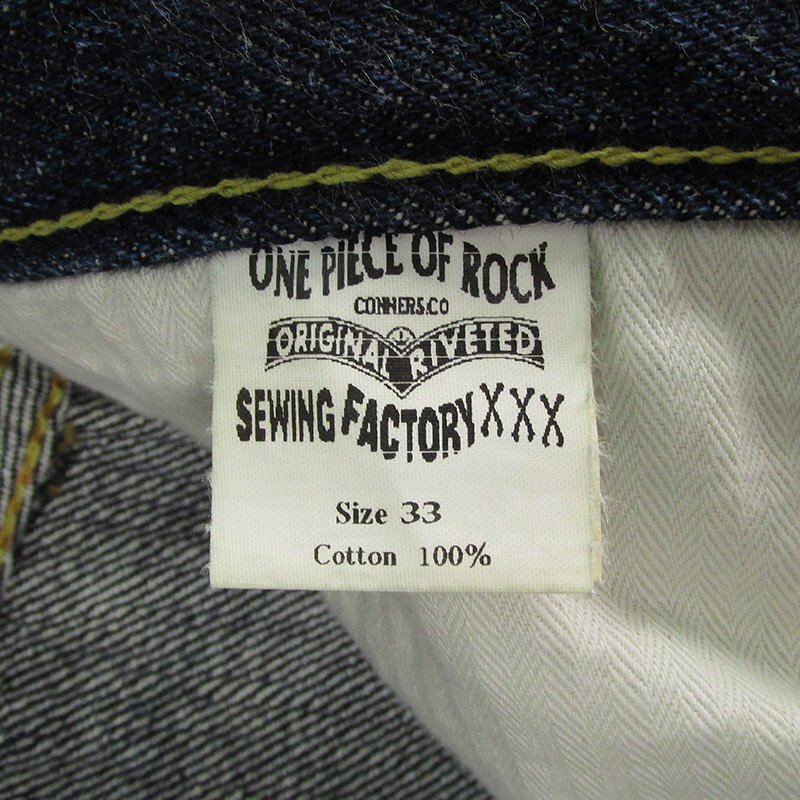 ONE PIECE OF ROCK
CONNERS.CO
ORIGINAL RIVETED
SEWING FACTORY XXX
Size 33
Cotton 100%